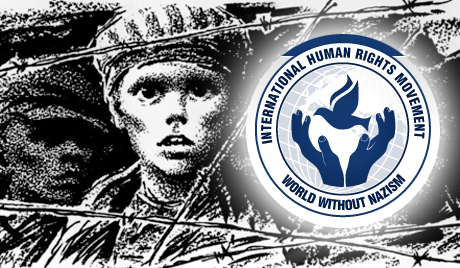 INTERNATIONAL HUMAN RIGHTS MOVEMENT
WORLD WITHOUT NAZISM